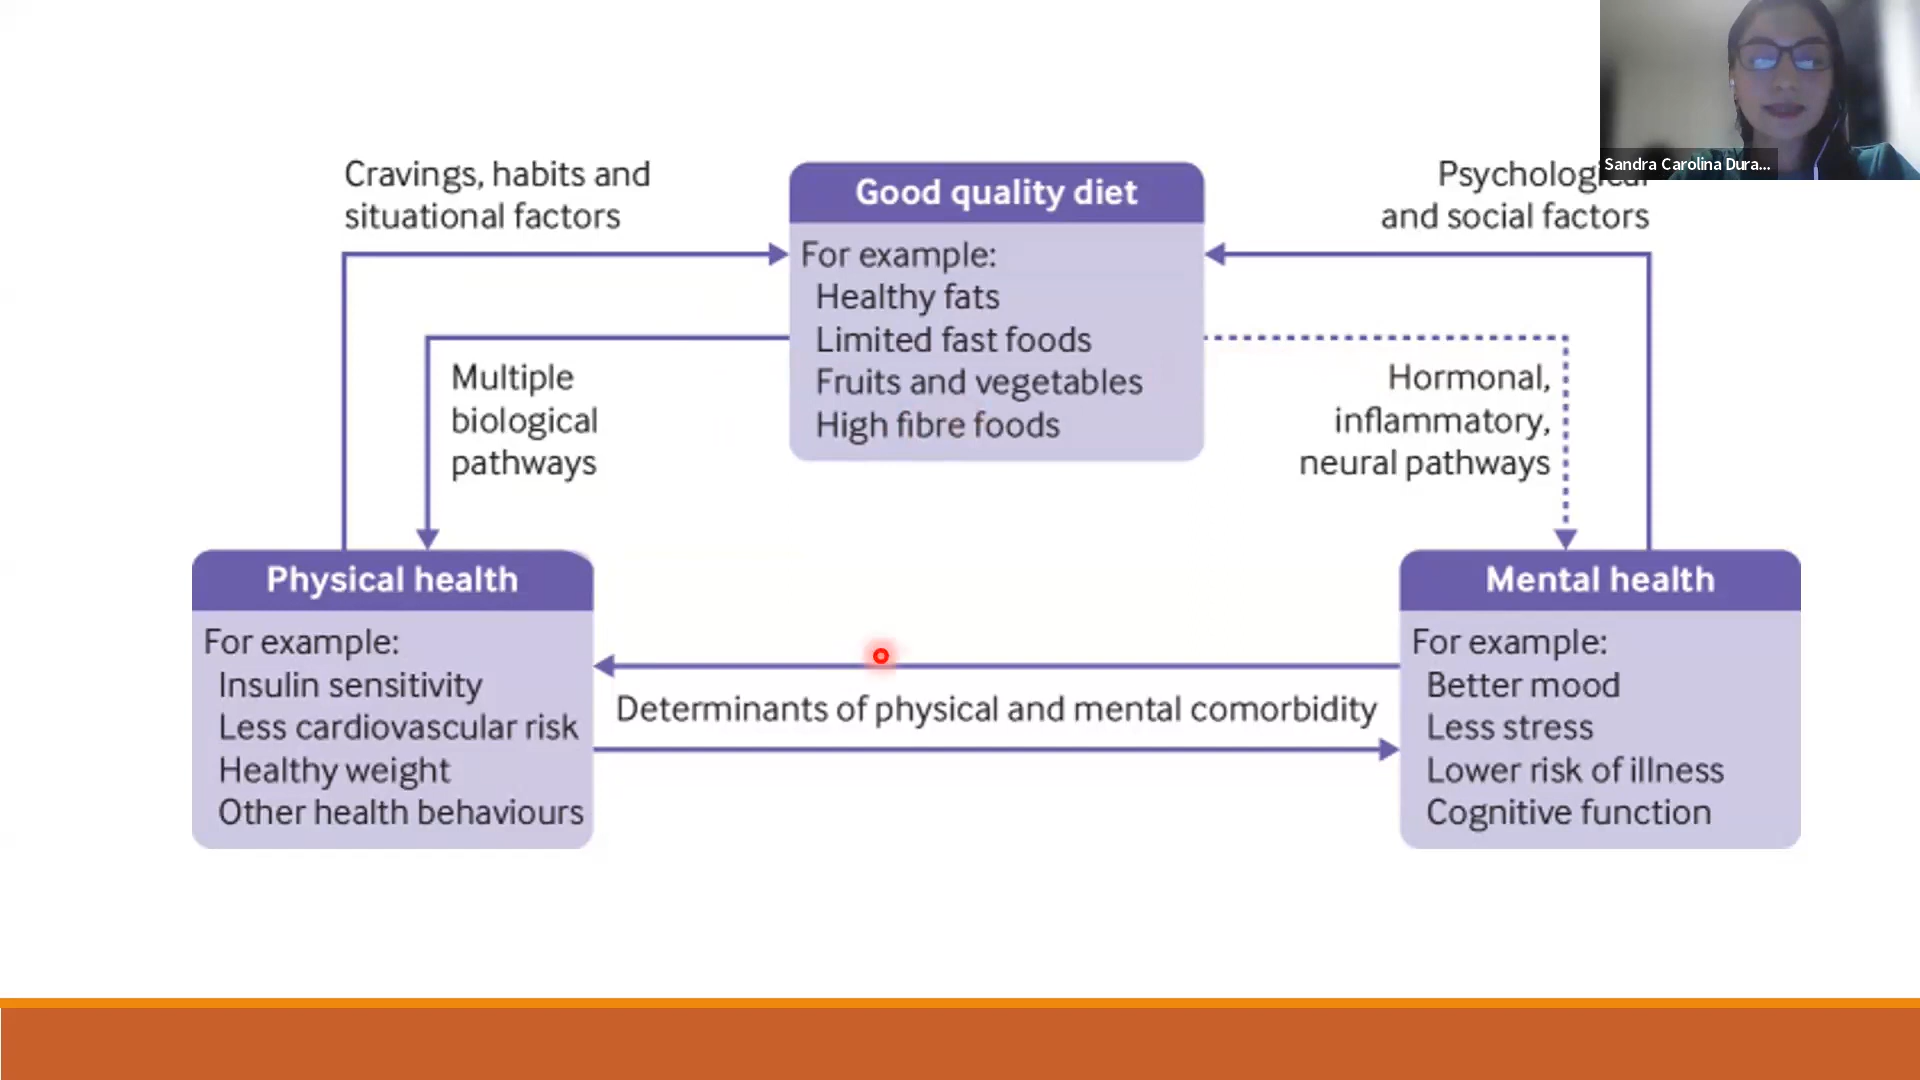 Sandra Carolina Dura...
Cravings, habits and
situational factors
Good quality diet
For example:
Healthy fats
Limited fast foods
Fruits and vegetables
High fibre foods
Psychological
and social factors
Multiple
biological
pathways
Hormonal,
inflammatory,
neural pathways
Physical health
For example:
Insulin sensitivity
Less cardiovascular risk
Healthy weight
Other health behaviours
Determinants of physical and mental comorbidity
Mental health
For example:
Better mood
Less stress
Lower risk of illness
Cognitive function